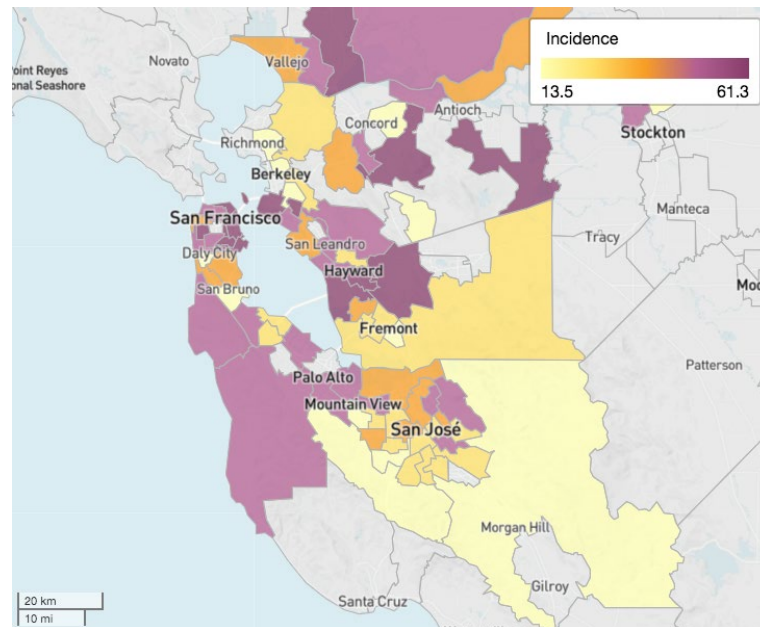 Incidence
13.5 61.3
Novato
Vallejo
Point Reyes
onal Seashore
Antioch
Concord
Stockton
Richmond
Berkeley
Manteca
San Francisco
Tracy
San Leandro
Daly City
Hayward
Mod
San Bruno
Fremont
Patterson
Palo Alto
Mountain View
San José
Morgan Hill
Gilroy
Santa Cruz
20 km
10 mi